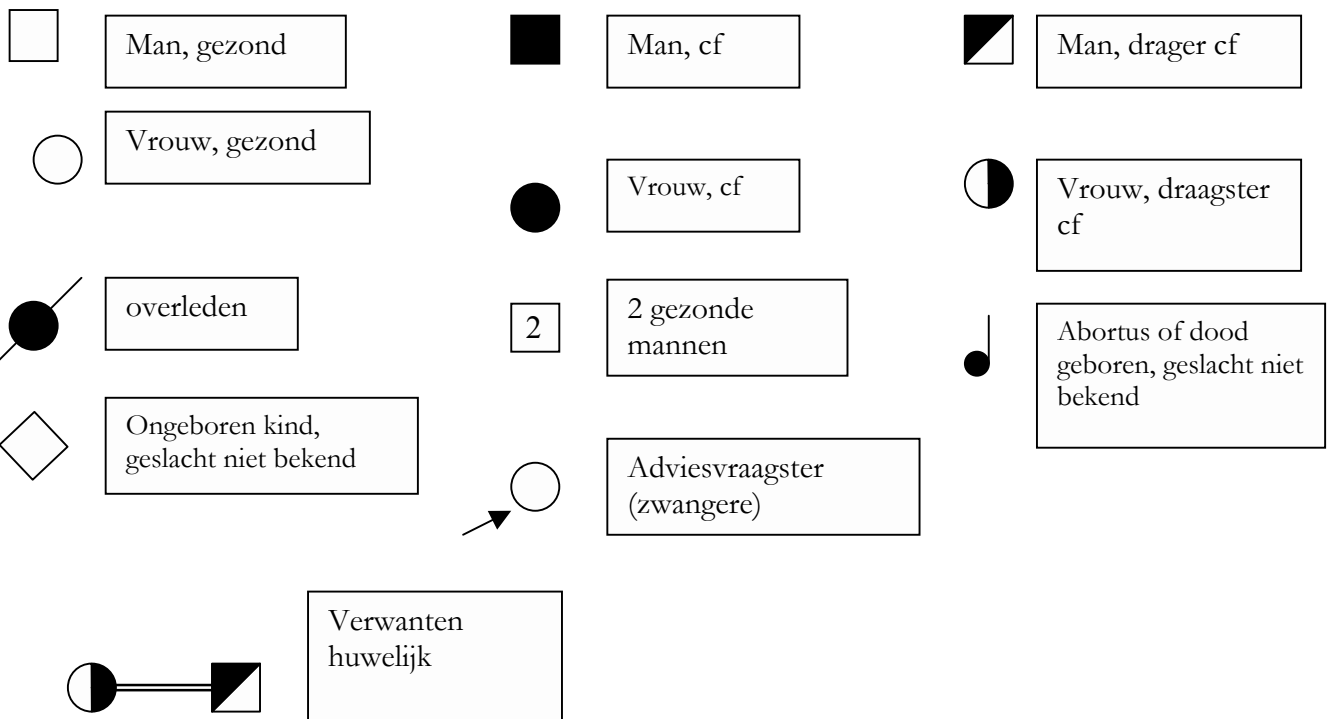 Man, gezond
Man, cf
Man, drager cf
Vrouw, gezond
Vrouw, cf
Vrouw, draagster
cf
overleden
2
2 gezonde
mannen
Abortus of dood
geboren, geslacht niet
bekend
Ongeboren kind,
geslacht niet bekend
Adviesvraagster
(zwangere)
Verwanten
huwelijk